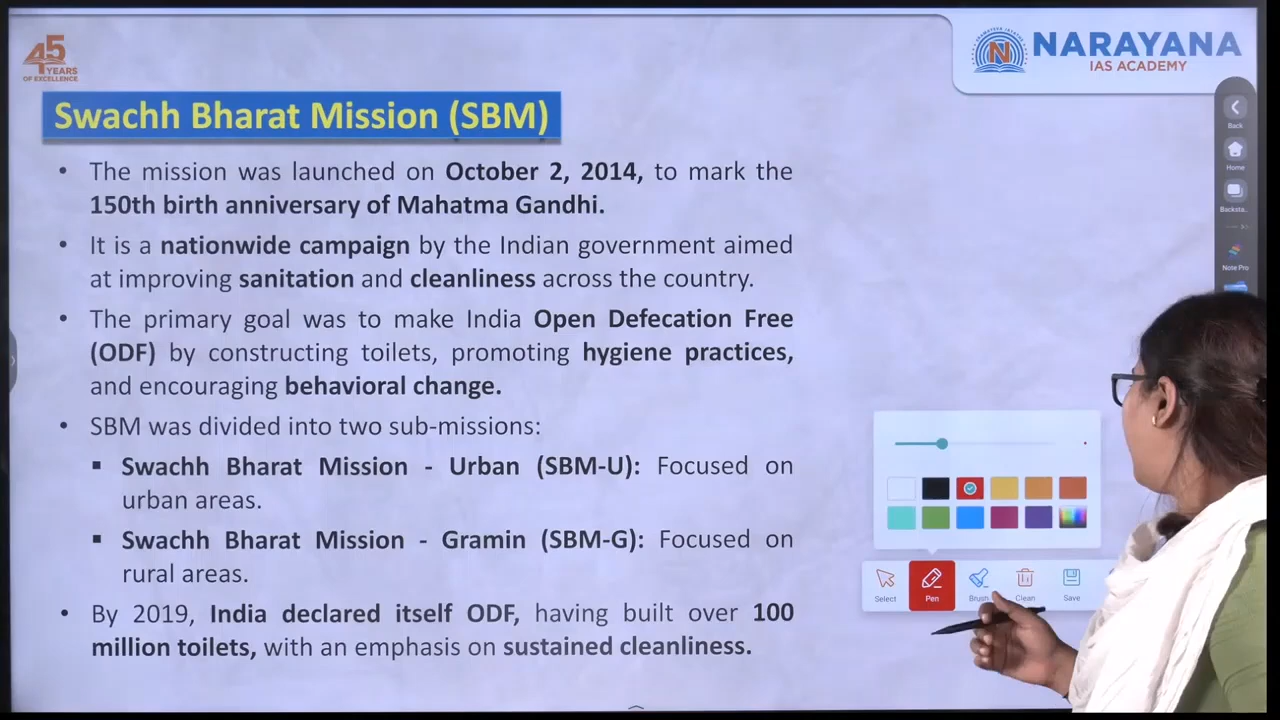 45
YEARS
OF EXCELLENCE
NARAYANA
IAS ACADEMY
Swachh Bharat Mission (SBM)
• The mission was launched on October 2, 2014, to mark the
150th birth anniversary of Mahatma Gandhi.
• It is a nationwide campaign by the Indian government aimed
at improving sanitation and cleanliness across the country.
• The primary goal was to make India Open Defecation Free
(ODF) by constructing toilets, promoting hygiene practices,
and encouraging behavioral change.
• SBM was divided into two sub-missions:
▪ Swachh Bharat Mission - Urban (SBM-U): Focused on
urban areas.
▪ Swachh Bharat Mission - Gramin (SBM-G): Focused on
rural areas.
• By 2019, India declared itself ODF, having built over 100
million toilets, with an emphasis on sustained cleanliness.
Back
Home
Backsta..
Note Pro
Select
Pen
Brush
Clean
Save